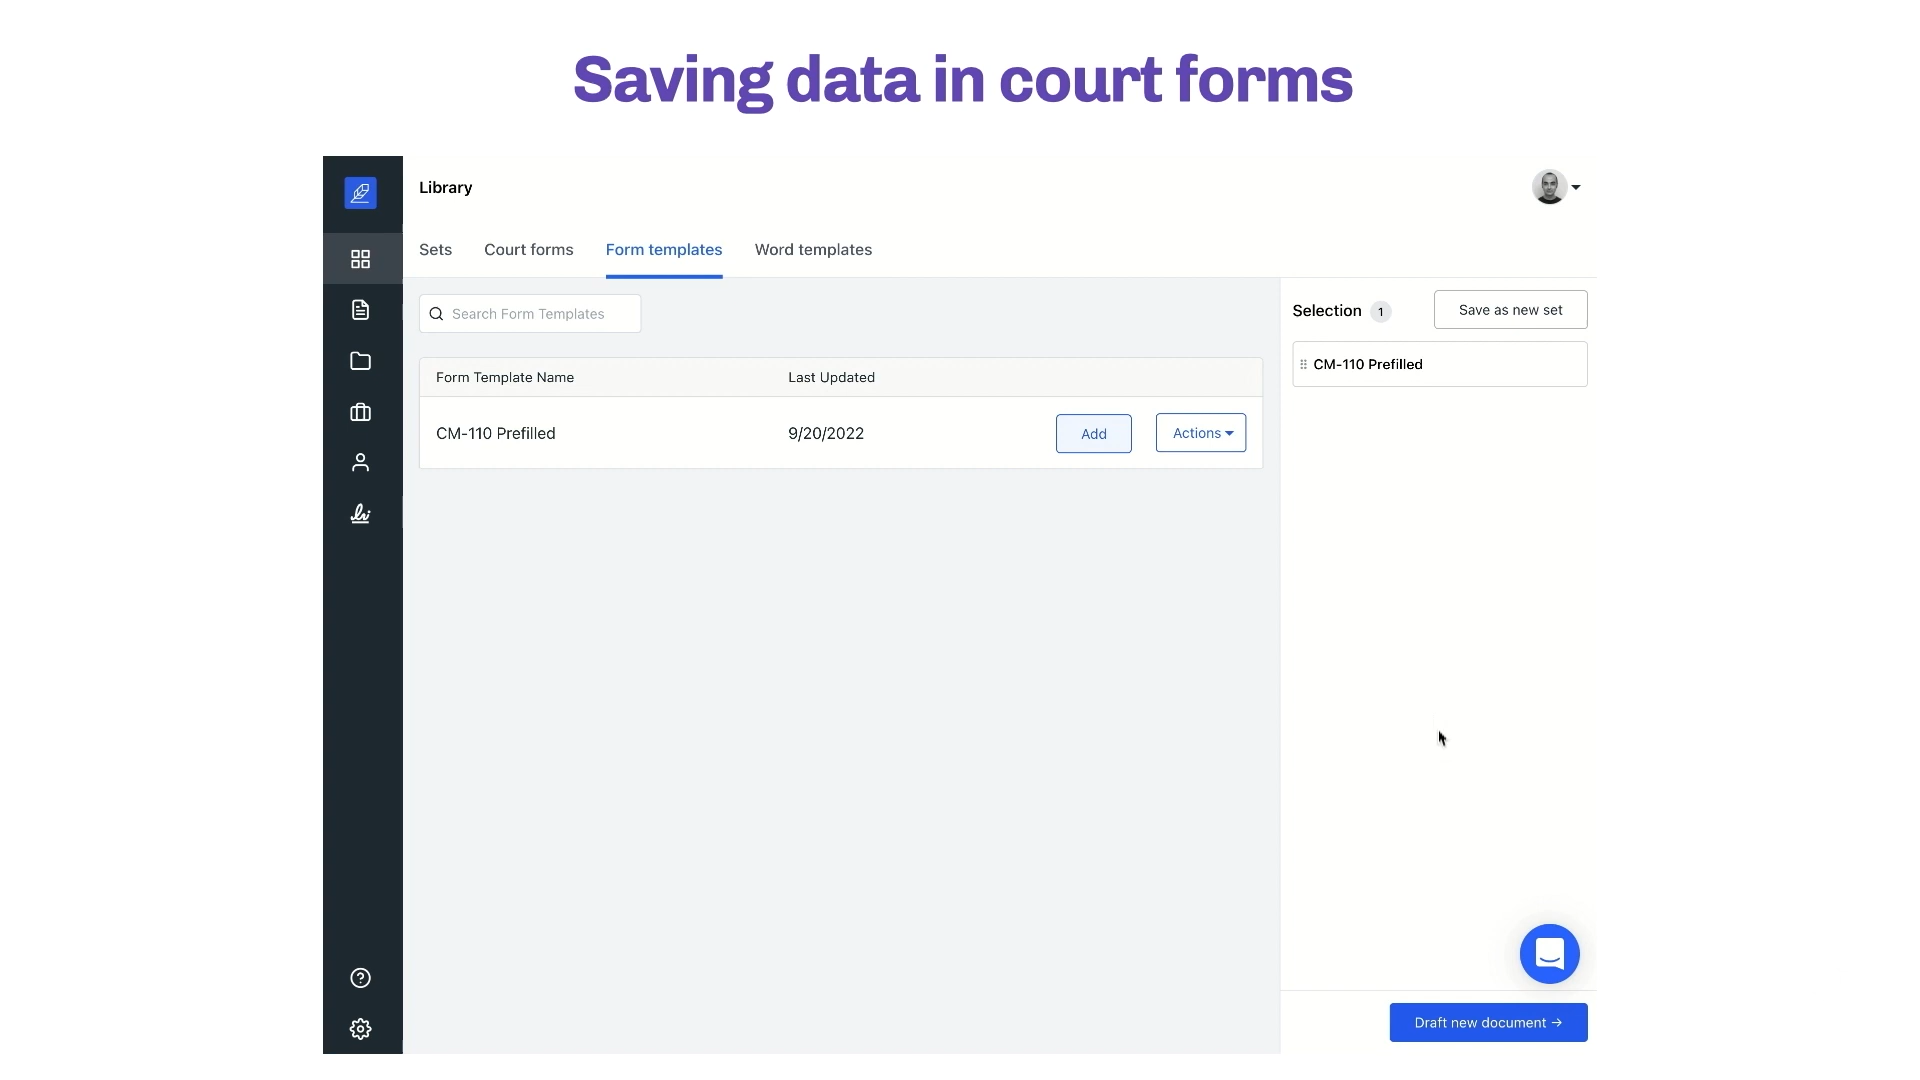 Saving data in court forms
Library
Sets
Court forms
Form templates
Word templates
Search Form Templates
Selection 1
Save as new set
CM-110 Prefilled
Form Template Name
Last Updated
CM-110 Prefilled
9/20/2022
Add
Actions
Draft new document →